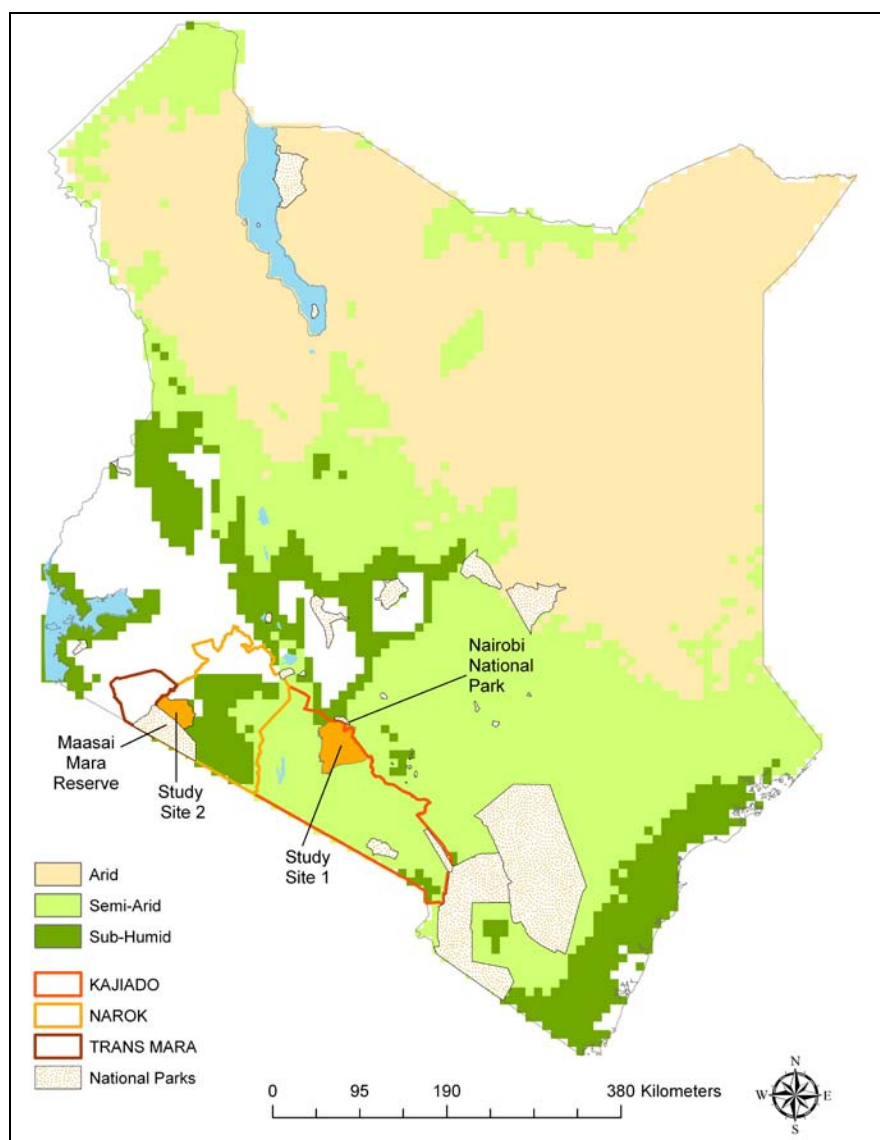 Nairobi
National
Park
Maasai
Mara
Reserve
Study
Site 2
Study
Site 1
Arid
Semi-Arid
Sub-Humid
KAJIADO
NAROK
TRANS MARA
National Parks
0 95 190 380 Kilometers
N
W E
S